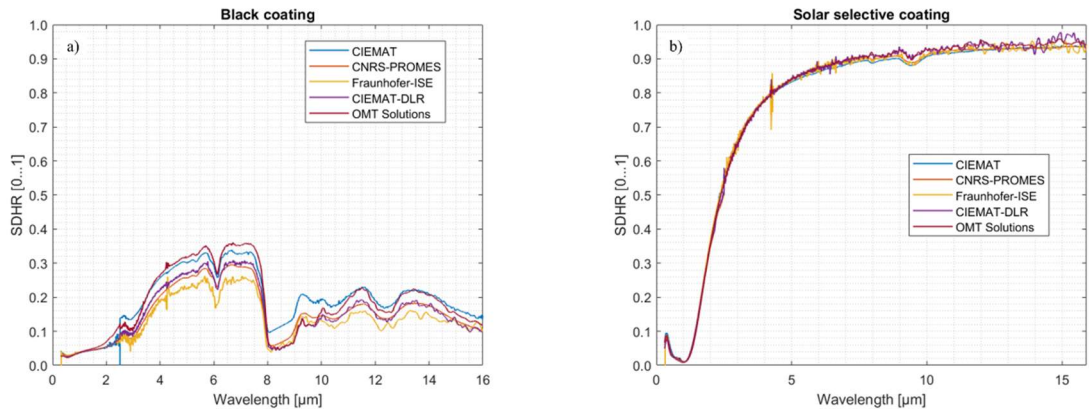 Black coating
a)
CIEMAT
CNRS-PROMES
Fraunhofer-ISE
CIEMAT-DLR
OMT Solutions
SDHR [0...1]
1.0
0.9
0.8
0.7
0.6
0.5
0.4
0.3
0.2
0.1
0.0
0 2 4 6 8 10 12 14 16
Wavelength [µm]
Solar selective coating
b)
CIEMAT
CNRS-PROMES
Fraunhofer-ISE
CIEMAT-DLR
OMT Solutions
SDHR [0...1]
1.0
0.9
0.8
0.7
0.6
0.5
0.4
0.3
0.2
0.1
0.0
0 5 10 15
Wavelength [µm]